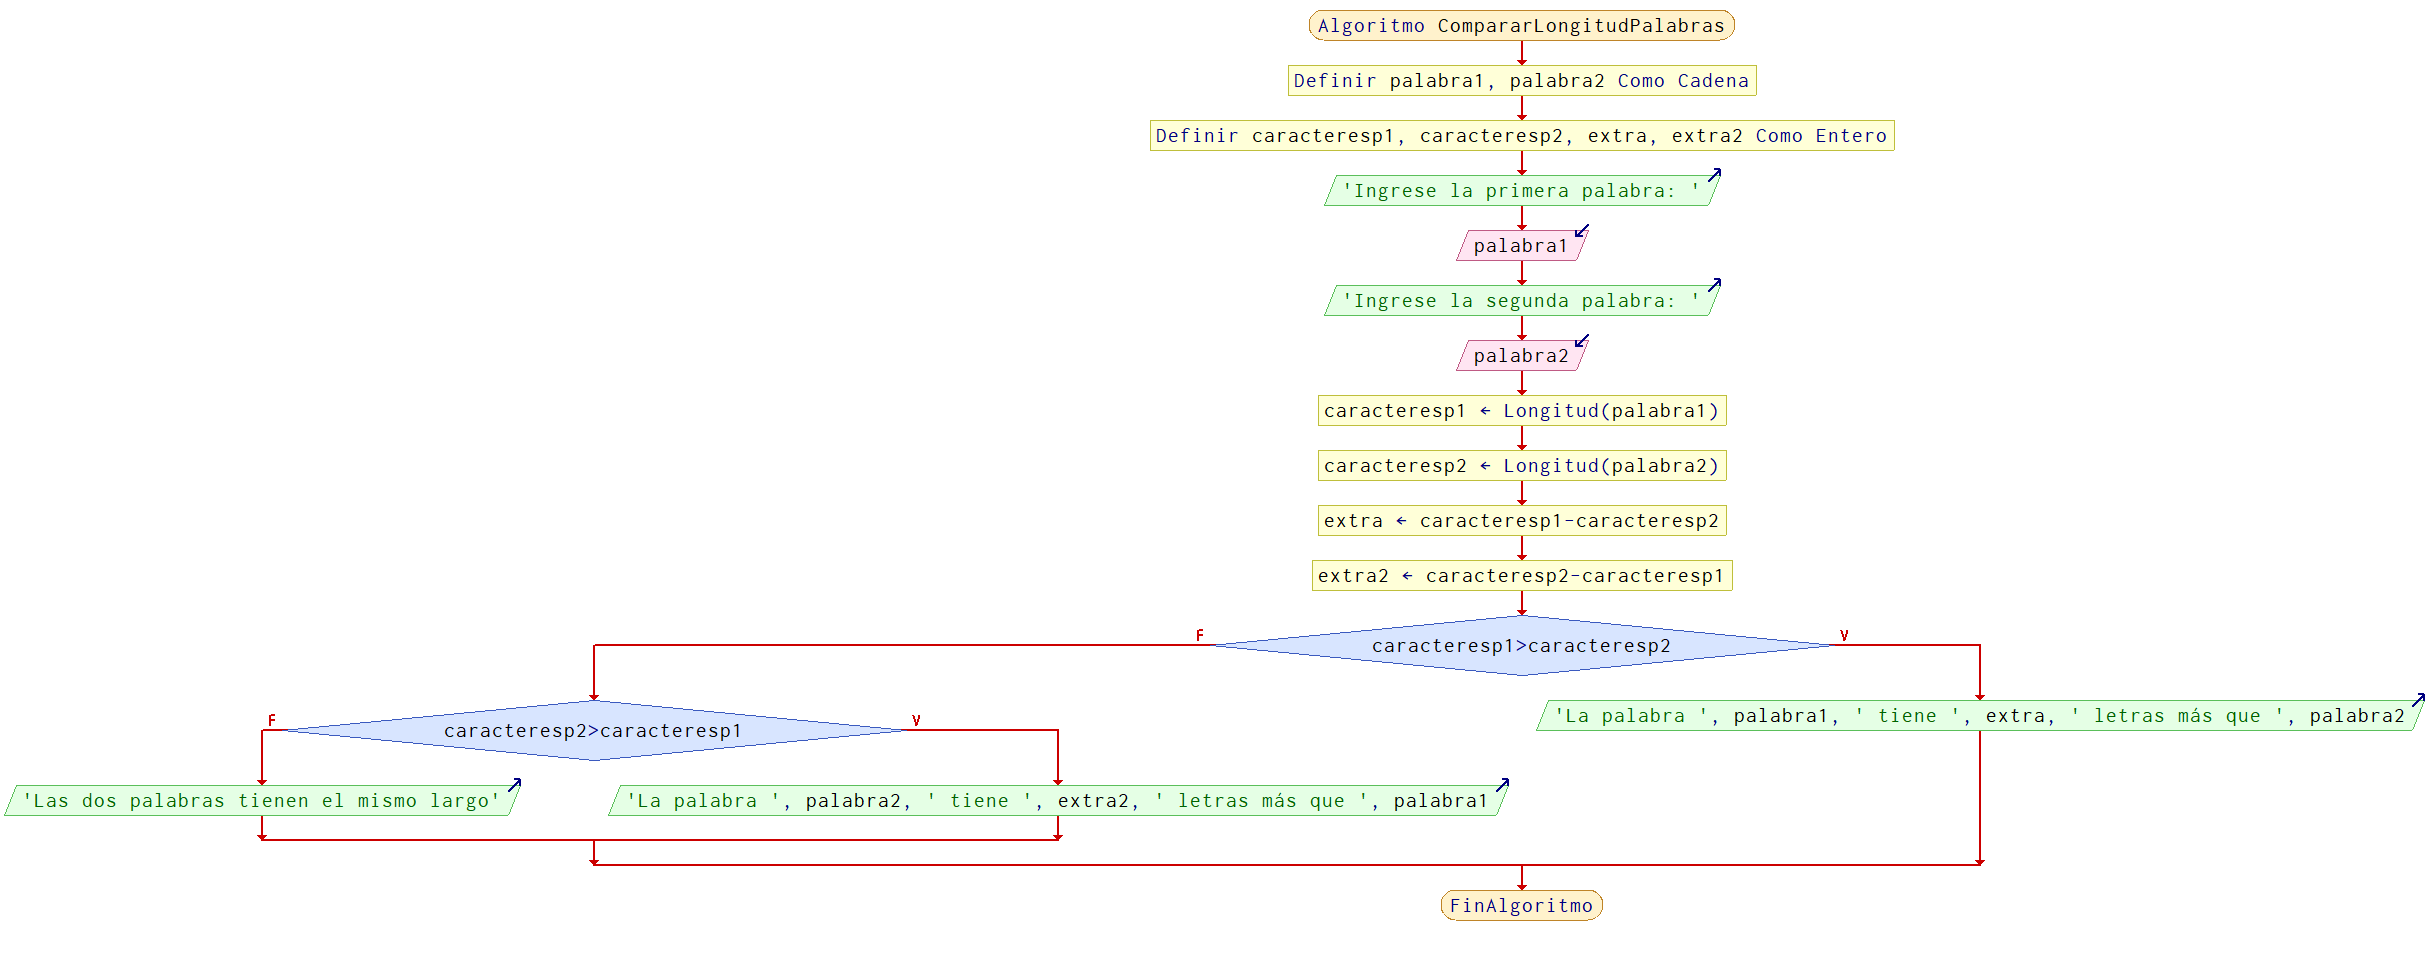 Algoritmo CompararLongitudPalabras
Definir palabra1, palabra2 Como Cadena
Definir caracteresp1, caracteresp2, extra, extra2 Como Entero
'Ingrese la primera palabra: '
palabra1
'Ingrese la segunda palabra: '
palabra2
caracteresp1 ← Longitud(palabra1)
caracteresp2 ← Longitud(palabra2)
extra ← caracteresp1-caracteresp2
extra2 ← caracteresp2-caracteresp1
F
V
caracteresp1>caracteresp2
F
V
caracteresp2>caracteresp1
'La palabra ', palabra1, ' tiene ', extra, ' letras más que ', palabra2
'Las dos palabras tienen el mismo largo'
'La palabra ', palabra2, ' tiene ', extra2, ' letras más que ', palabra1
FinAlgoritmo